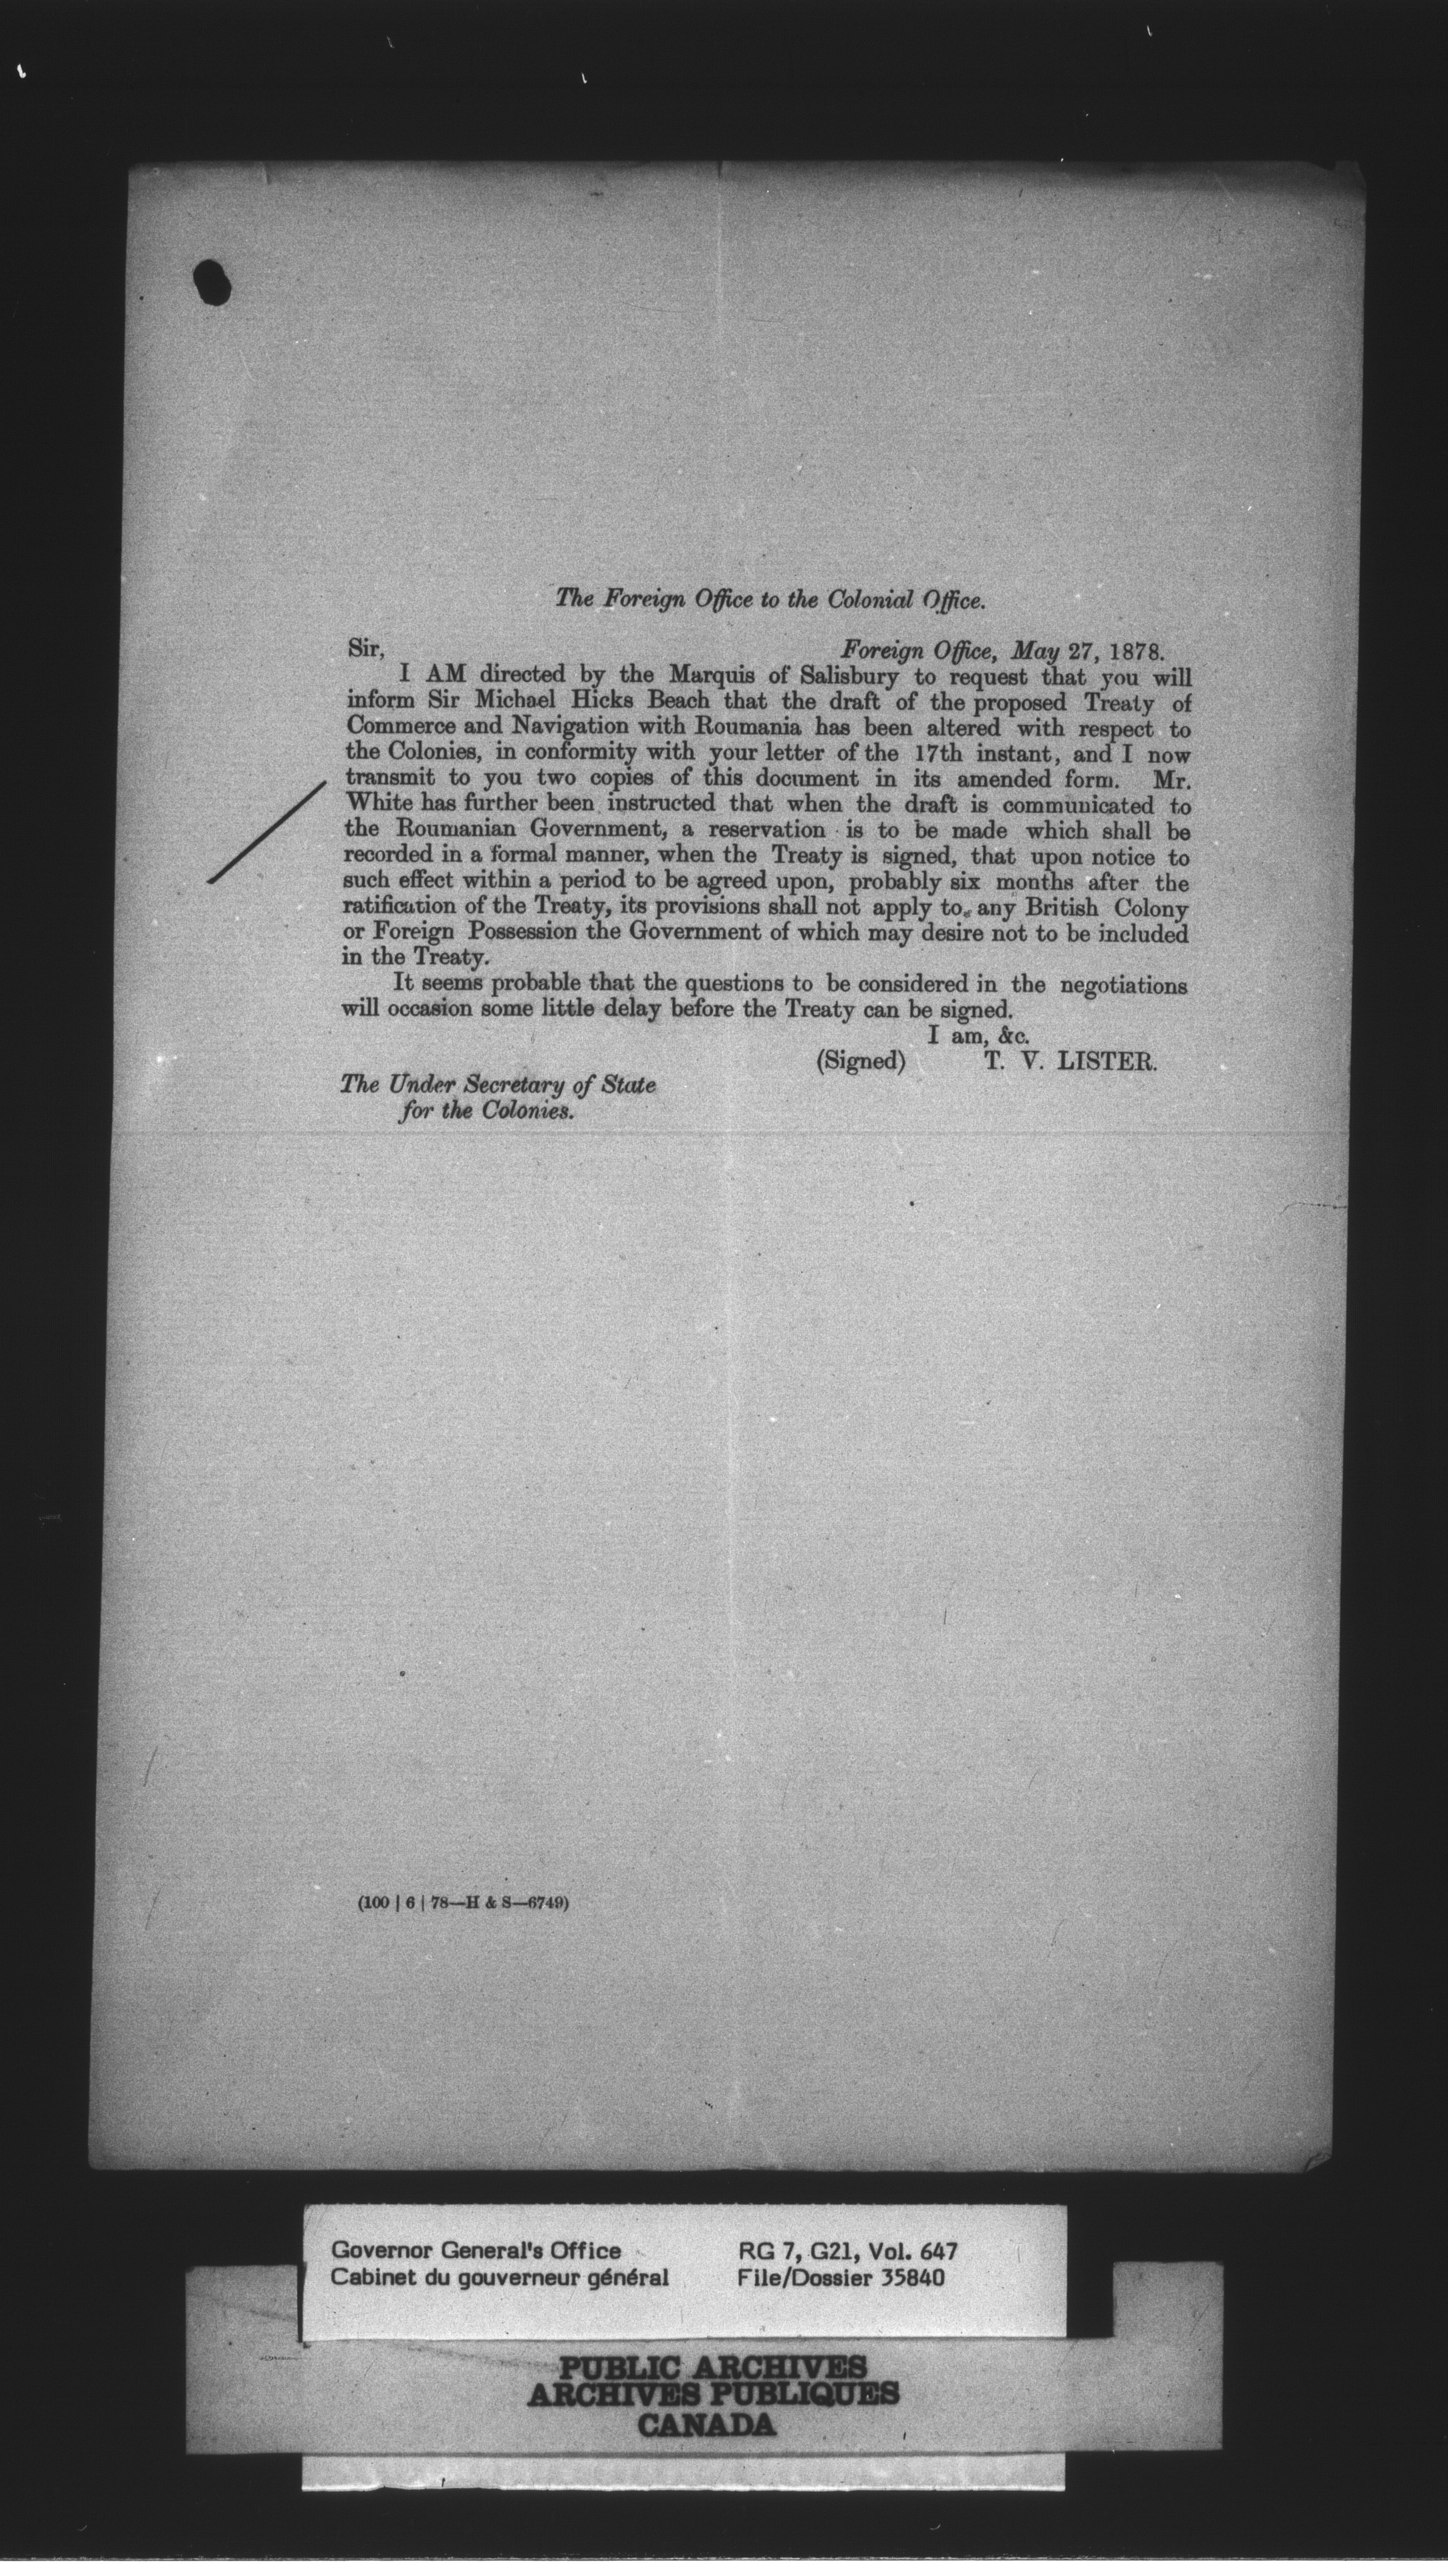 The Foreign Office to the Colonial Office.
Sir, Foreign Office, May 27, 1878.
I AM directed by the Marquis of Salisbury to request that you will
inform Sir Michael Hicks Beach that the draft of the proposed Treaty of
Commerce and Navigation with Roumania has been altered with respect to
the Colonies, in conformity with your letter of the 17th instant, and I now
transmit to you two copies of this document in its amended form. Mr.
White has further been instructed that when the draft is communicated to
the Roumanian Government, a reservation is to be made which shall be
recorded in a formal manner, when the Treaty is signed, that upon notice to
such effect within a period to be agreed upon, probably six months after the
ratification of the Treaty, its provisions shall not apply to any British Colony
or Foreign Possession the Government of which may desire not to be included
in the Treaty.
It seems probable that the questions to be considered in the negotiations
will occasion some little delay before the Treaty can be signed.
I am, &c.
(Signed) T. V. LISTER.
The Under Secretary of State
for the Colonies.
(100 | 6 | 78—H & S—6749)
Governor General's Office RG 7, G21, Vol. 647
Cabinet du gouverneur général File/Dossier 35840
PUBLIC ARCHIVES
ARCHIVES PUBLIQUES
CANADA